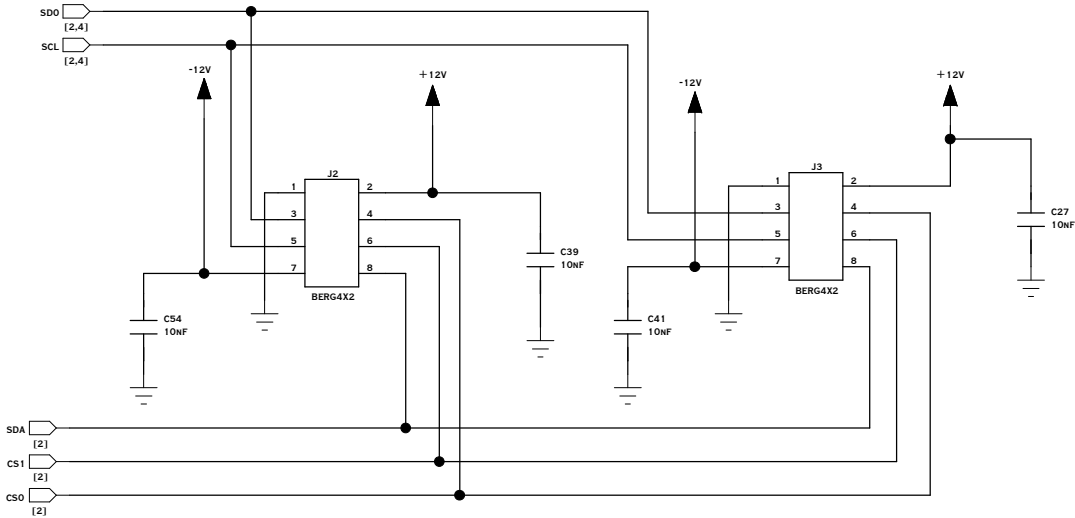 SDO
[2,4]
SCL
[2,4]
-12V
+12V
-12V
+12V
J2
1 2
3 4
5 6
7 8
BERG4X2
J3
1 2
3 4
5 6
7 8
BERG4X2
C27
10NF
C39
10NF
C54
10NF
C41
10NF
SDA
[2]
CS1
[2]
CS0
[2]